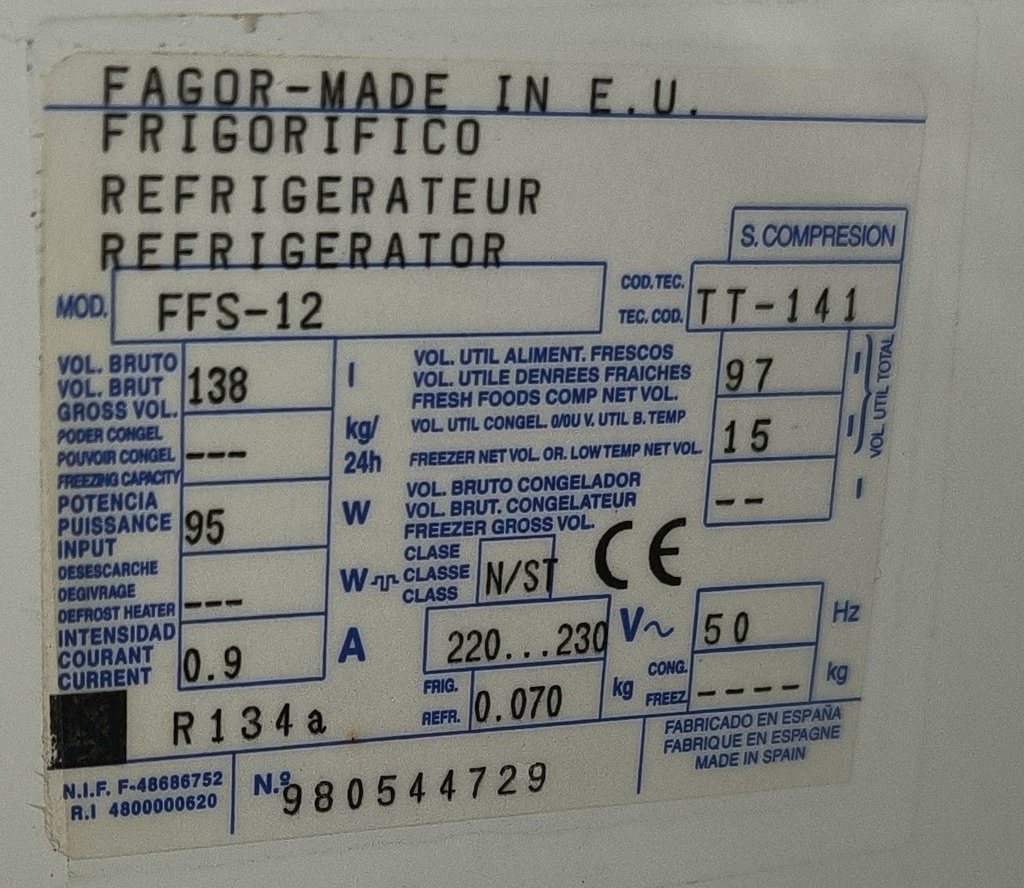 FAGOR-MADE IN E.U.
FRIGORIFICO
REFRIGERATEUR
REFRIGERATOR
S. COMPRESION
MOD. FFS-12
COD. TEC.
TEC. COD. TT-141
VOL. BRUTO
VOL. BRUT
GROSS VOL.
138 l
PODER CONGEL
POUVOIR CONGEL
FREEZING CAPACITY
--- kg/
24h
POTENCIA
PUISSANCE
INPUT
95 W
DESESCARCHE
DEGIVRAGE
DEFROST HEATER
--- W
INTENSIDAD
COURANT
CURRENT
0.9 A
VOL. UTIL ALIMENT. FRESCOS
VOL. UTILE DENREES FRAICHES
FRESH FOODS COMP NET VOL.
97 l
VOL. UTIL CONGEL. 0/0U V. UTIL B. TEMP
FREEZER NET VOL. OR. LOW TEMP NET VOL.
15 l
VOL UTIL TOTAL
VOL. BRUTO CONGELADOR
VOL. BRUT. CONGELATEUR
FREEZER GROSS VOL.
-- l
CLASE
CLASSE
CLASS
N/ST
CE
220...230 V~ 50 Hz
FRIG.
REFR.
0.070 kg
CONG.
FREEZ
---- kg
R134a
N.I.F. F-48686752
R.I 4800000620
N.º 980544729
FABRICADO EN ESPAÑA
FABRIQUE EN ESPAGNE
MADE IN SPAIN